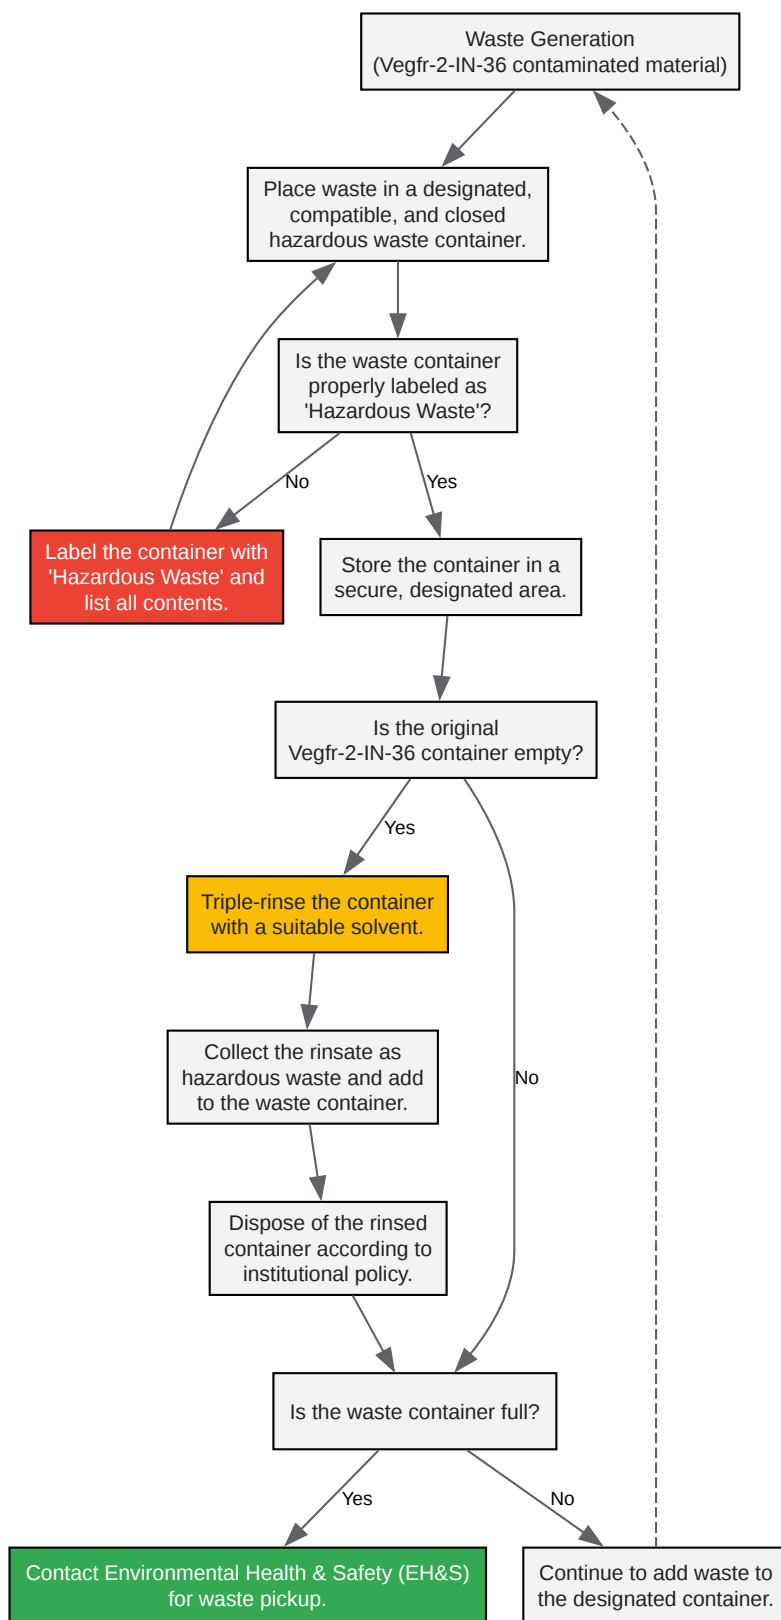 Waste Generation
(Vegfr-2-IN-36 contaminated material)
Place waste in a designated,
compatible, and closed
hazardous waste container.
Is the waste container
properly labeled as
'Hazardous Waste'?
No
Yes
Label the container with
'Hazardous Waste' and
list all contents.
Store the container in a
secure, designated area.
Is the original
Vegfr-2-IN-36 container empty?
Yes
Triple-rinse the container
with a suitable solvent.
Collect the rinsate as
hazardous waste and add
to the waste container.
No
Dispose of the rinsed
container according to
institutional policy.
Is the waste container full?
Yes
No
Contact Environmental Health & Safety (EH&S)
for waste pickup.
Continue to add waste to
the designated container.